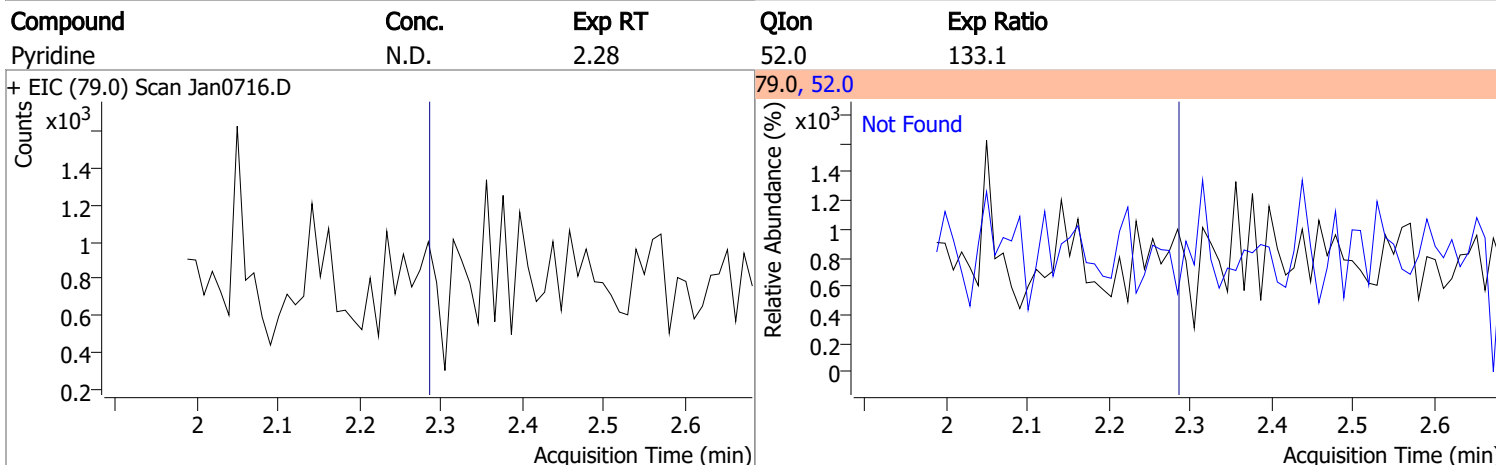 Compound Conc. Exp RT QIon Exp Ratio
Pyridine N.D. 2.28 52.0 133.1
+ EIC (79.0) Scan Jan0716.D
Counts
x10³
1.4
1.2
1
0.8
0.6
0.4
0.2
2 2.1 2.2 2.3 2.4 2.5 2.6
Acquisition Time (min)
79.0, 52.0
Relative Abundance (%)
x10³
Not Found
1.4
1.2
1
0.8
0.6
0.4
0.2
0
2 2.1 2.2 2.3 2.4 2.5 2.6
Acquisition Time (min)